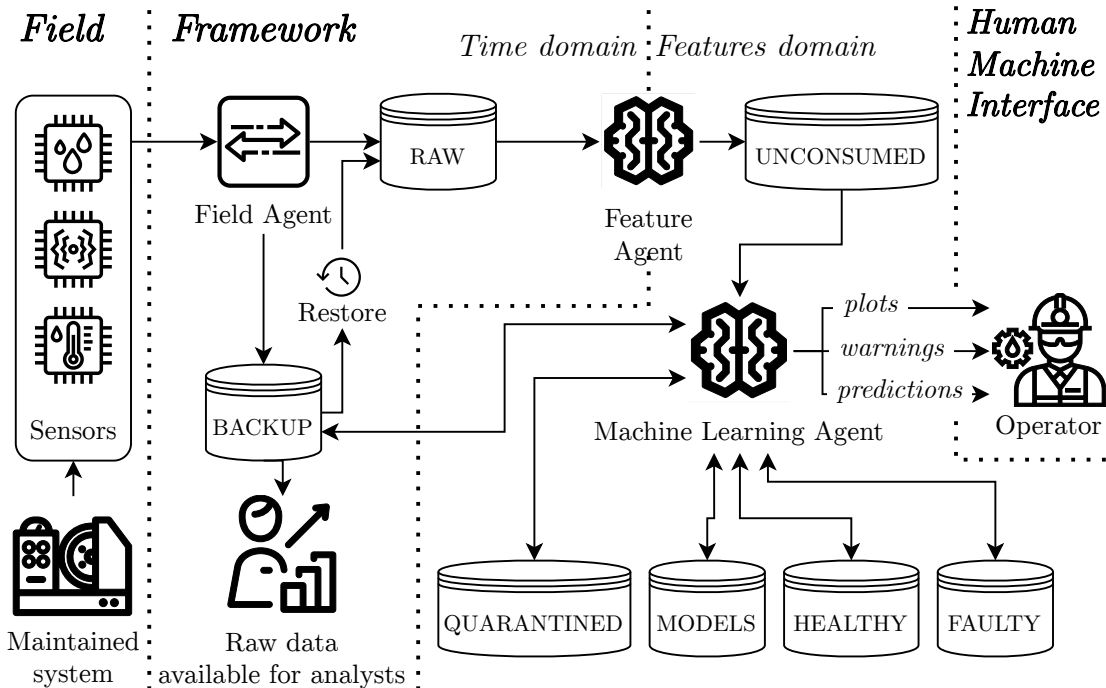 Field
Framework
Time domain
Features domain
Human
Machine
Interface
RAW
UNCONSUMED
Field Agent
Feature
Agent
Restore
plots
warnings
predictions
Sensors
BACKUP
Machine Learning Agent
Operator
QUARANTINED
MODELS
HEALTHY
FAULTY
Maintained
system
Raw data
available for analysts